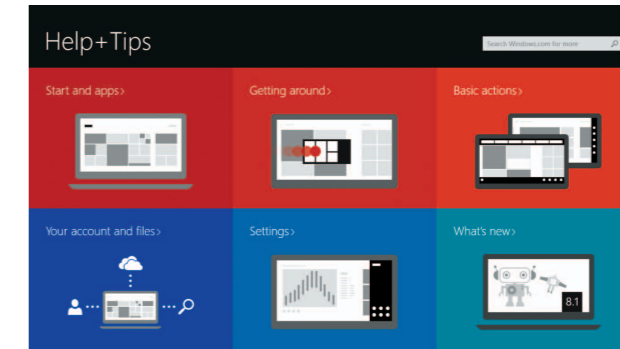 Help+Tips
Search Windows.com for more
Start and apps>
Getting around>
Basic actions>
Your account and files>
Settings>
What's new>
8.1